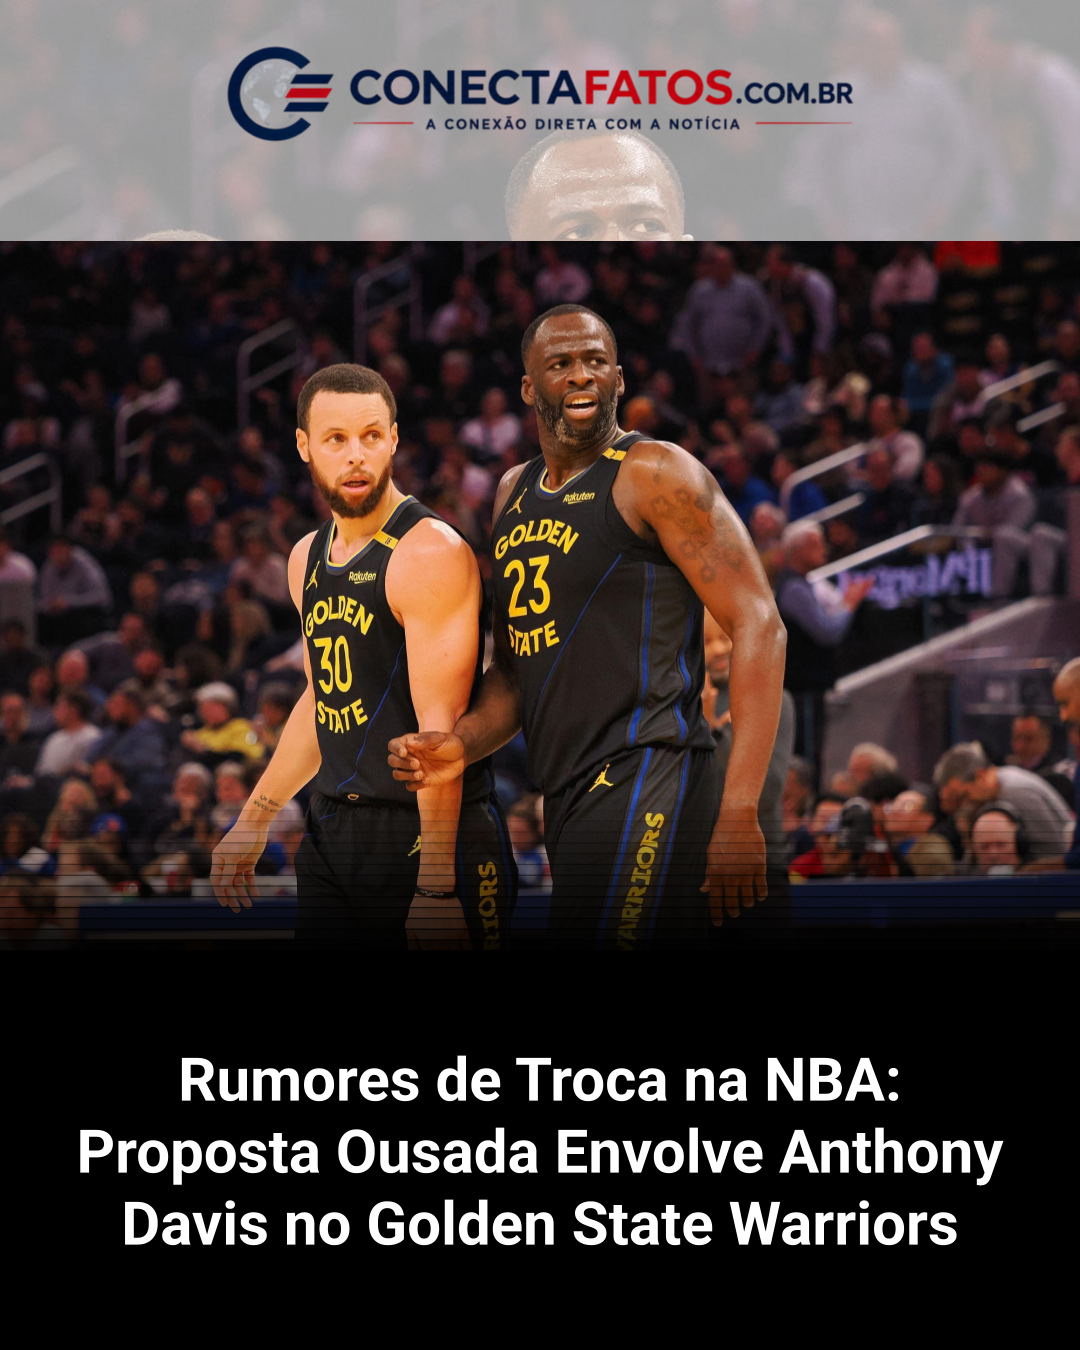 CONECTAFATOS.COM.BR
A CONEXÃO DIRETA COM A NOTÍCIA
Rakuten
GOLDEN
23
STATE
Rakuten
GOLDEN
30
STATE
WARRIORS
RIORS
Rumores de Troca na NBA:
Proposta Ousada Envolve Anthony
Davis no Golden State Warriors